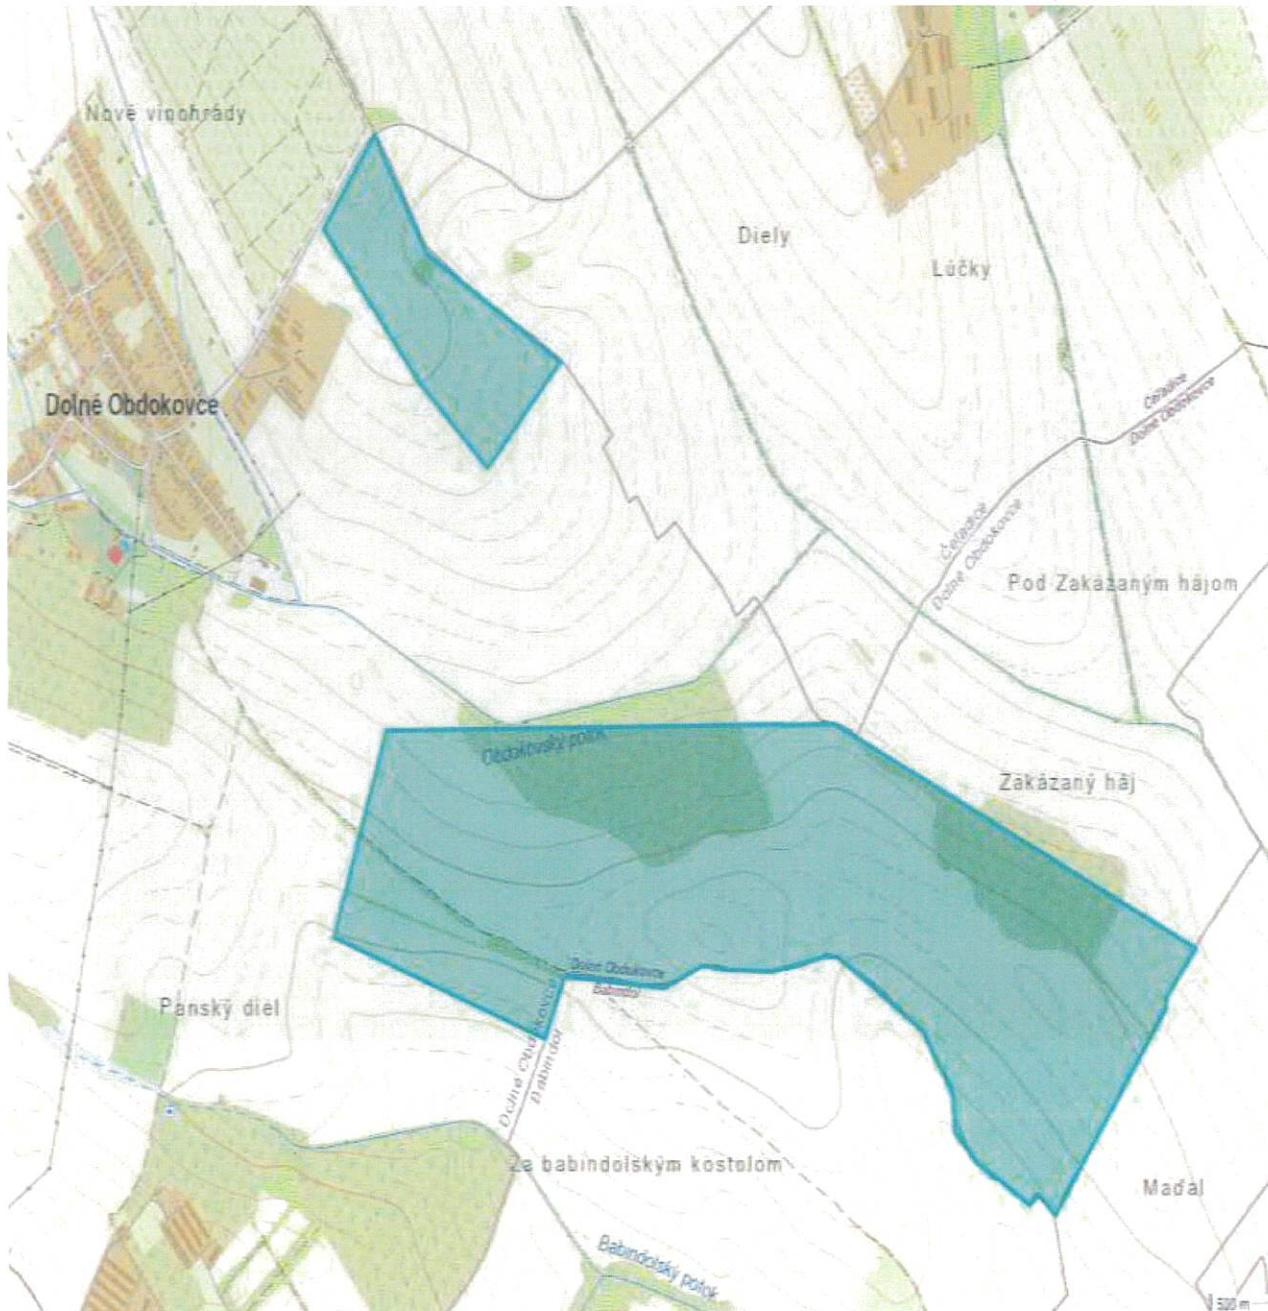 Nové vinohrády
Diely
Lúčky
Dolné Obdokovce
Čeľadice
Dolné Obdokovce
Čeľadice
Dolné Obdokovce
Pod Zakázaným hájom
Obdokovský potok
Zakázaný háj
Dolné Obdokovce
Babindol
Panský diel
Dolné Obdokovce
Babindol
Za babindolským kostolom
Maďal
Babindolský potok
500 m